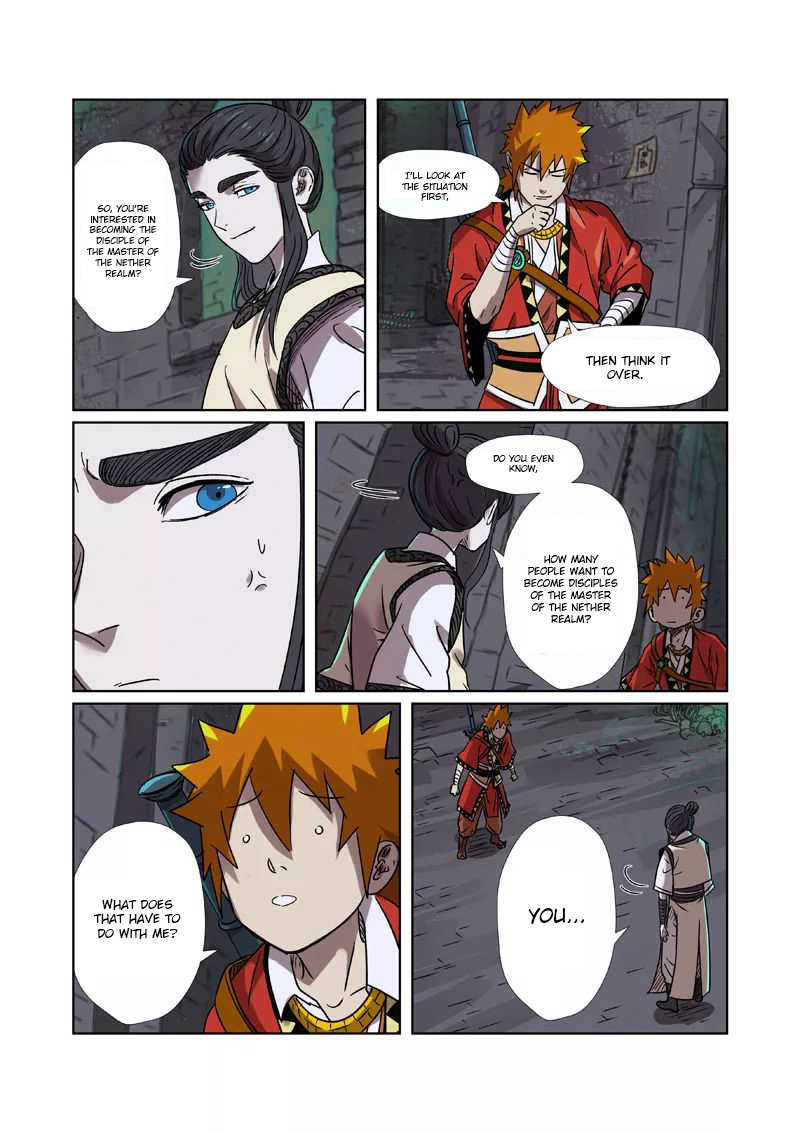 SO, YOU'RE
INTERESTED IN
BECOMING THE
DISCIPLE OF
THE MASTER OF
THE NETHER
REALM?
I'LL LOOK AT
THE SITUATION
FIRST,
THEN THINK IT
OVER.
DO YOU EVEN
KNOW,
HOW MANY
PEOPLE WANT TO
BECOME DISCIPLES
OF THE MASTER
OF THE NETHER
REALM?
WHAT DOES
THAT HAVE TO
DO WITH ME?
YOU...